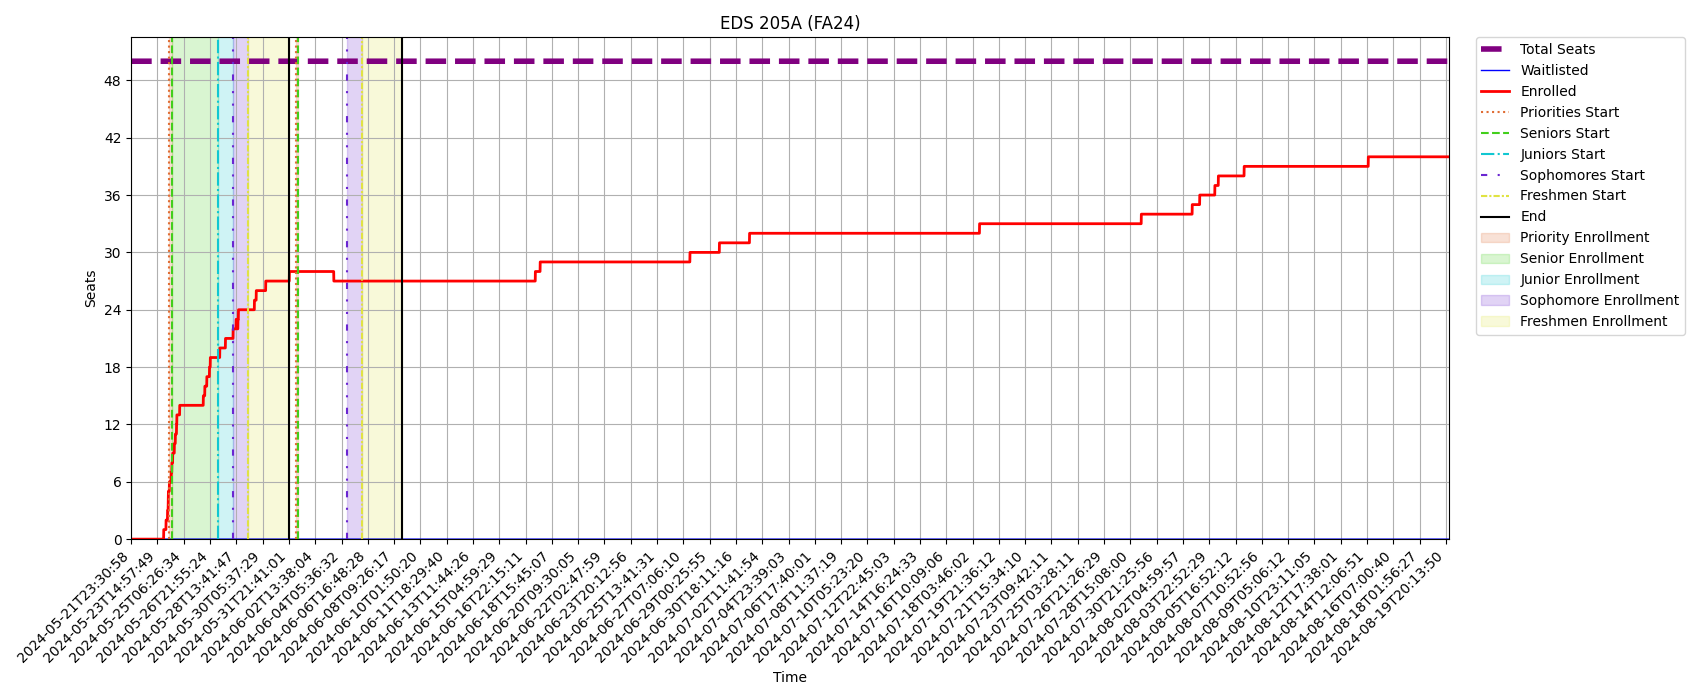 EDS 205A (FA24)
Total Seats
Waitlisted
Enrolled
Priorities Start
Seniors Start
Juniors Start
Sophomores Start
Freshmen Start
End
Priority Enrollment
Senior Enrollment
Junior Enrollment
Sophomore Enrollment
Freshmen Enrollment
Seats
48
42
36
30
24
18
12
6
0
2024-05-21T23:30:58
2024-05-23T14:57:49
2024-05-25T06:26:34
2024-05-26T21:55:24
2024-05-28T13:41:47
2024-05-30T05:37:29
2024-05-31T21:41:01
2024-06-02T13:38:04
2024-06-04T05:36:32
2024-06-06T16:48:28
2024-06-08T09:26:17
2024-06-10T01:50:20
2024-06-11T18:29:40
2024-06-13T11:44:26
2024-06-15T04:59:29
2024-06-16T22:15:11
2024-06-18T15:45:07
2024-06-20T09:30:05
2024-06-22T02:47:59
2024-06-23T20:12:56
2024-06-25T13:41:31
2024-06-27T07:06:10
2024-06-29T00:25:55
2024-06-30T18:11:16
2024-07-02T11:41:54
2024-07-04T23:39:03
2024-07-06T17:40:01
2024-07-08T11:37:19
2024-07-10T05:23:20
2024-07-12T22:45:03
2024-07-14T16:24:33
2024-07-16T10:09:06
2024-07-18T03:46:02
2024-07-19T21:36:12
2024-07-21T15:34:10
2024-07-23T09:42:11
2024-07-25T03:28:11
2024-07-26T21:26:29
2024-07-28T15:08:00
2024-07-30T21:25:56
2024-08-02T04:59:57
2024-08-03T22:52:29
2024-08-05T16:52:12
2024-08-07T10:52:56
2024-08-09T05:06:12
2024-08-10T23:11:05
2024-08-12T17:38:01
2024-08-14T12:06:51
2024-08-16T07:00:40
2024-08-18T01:56:27
2024-08-19T20:13:50
Time